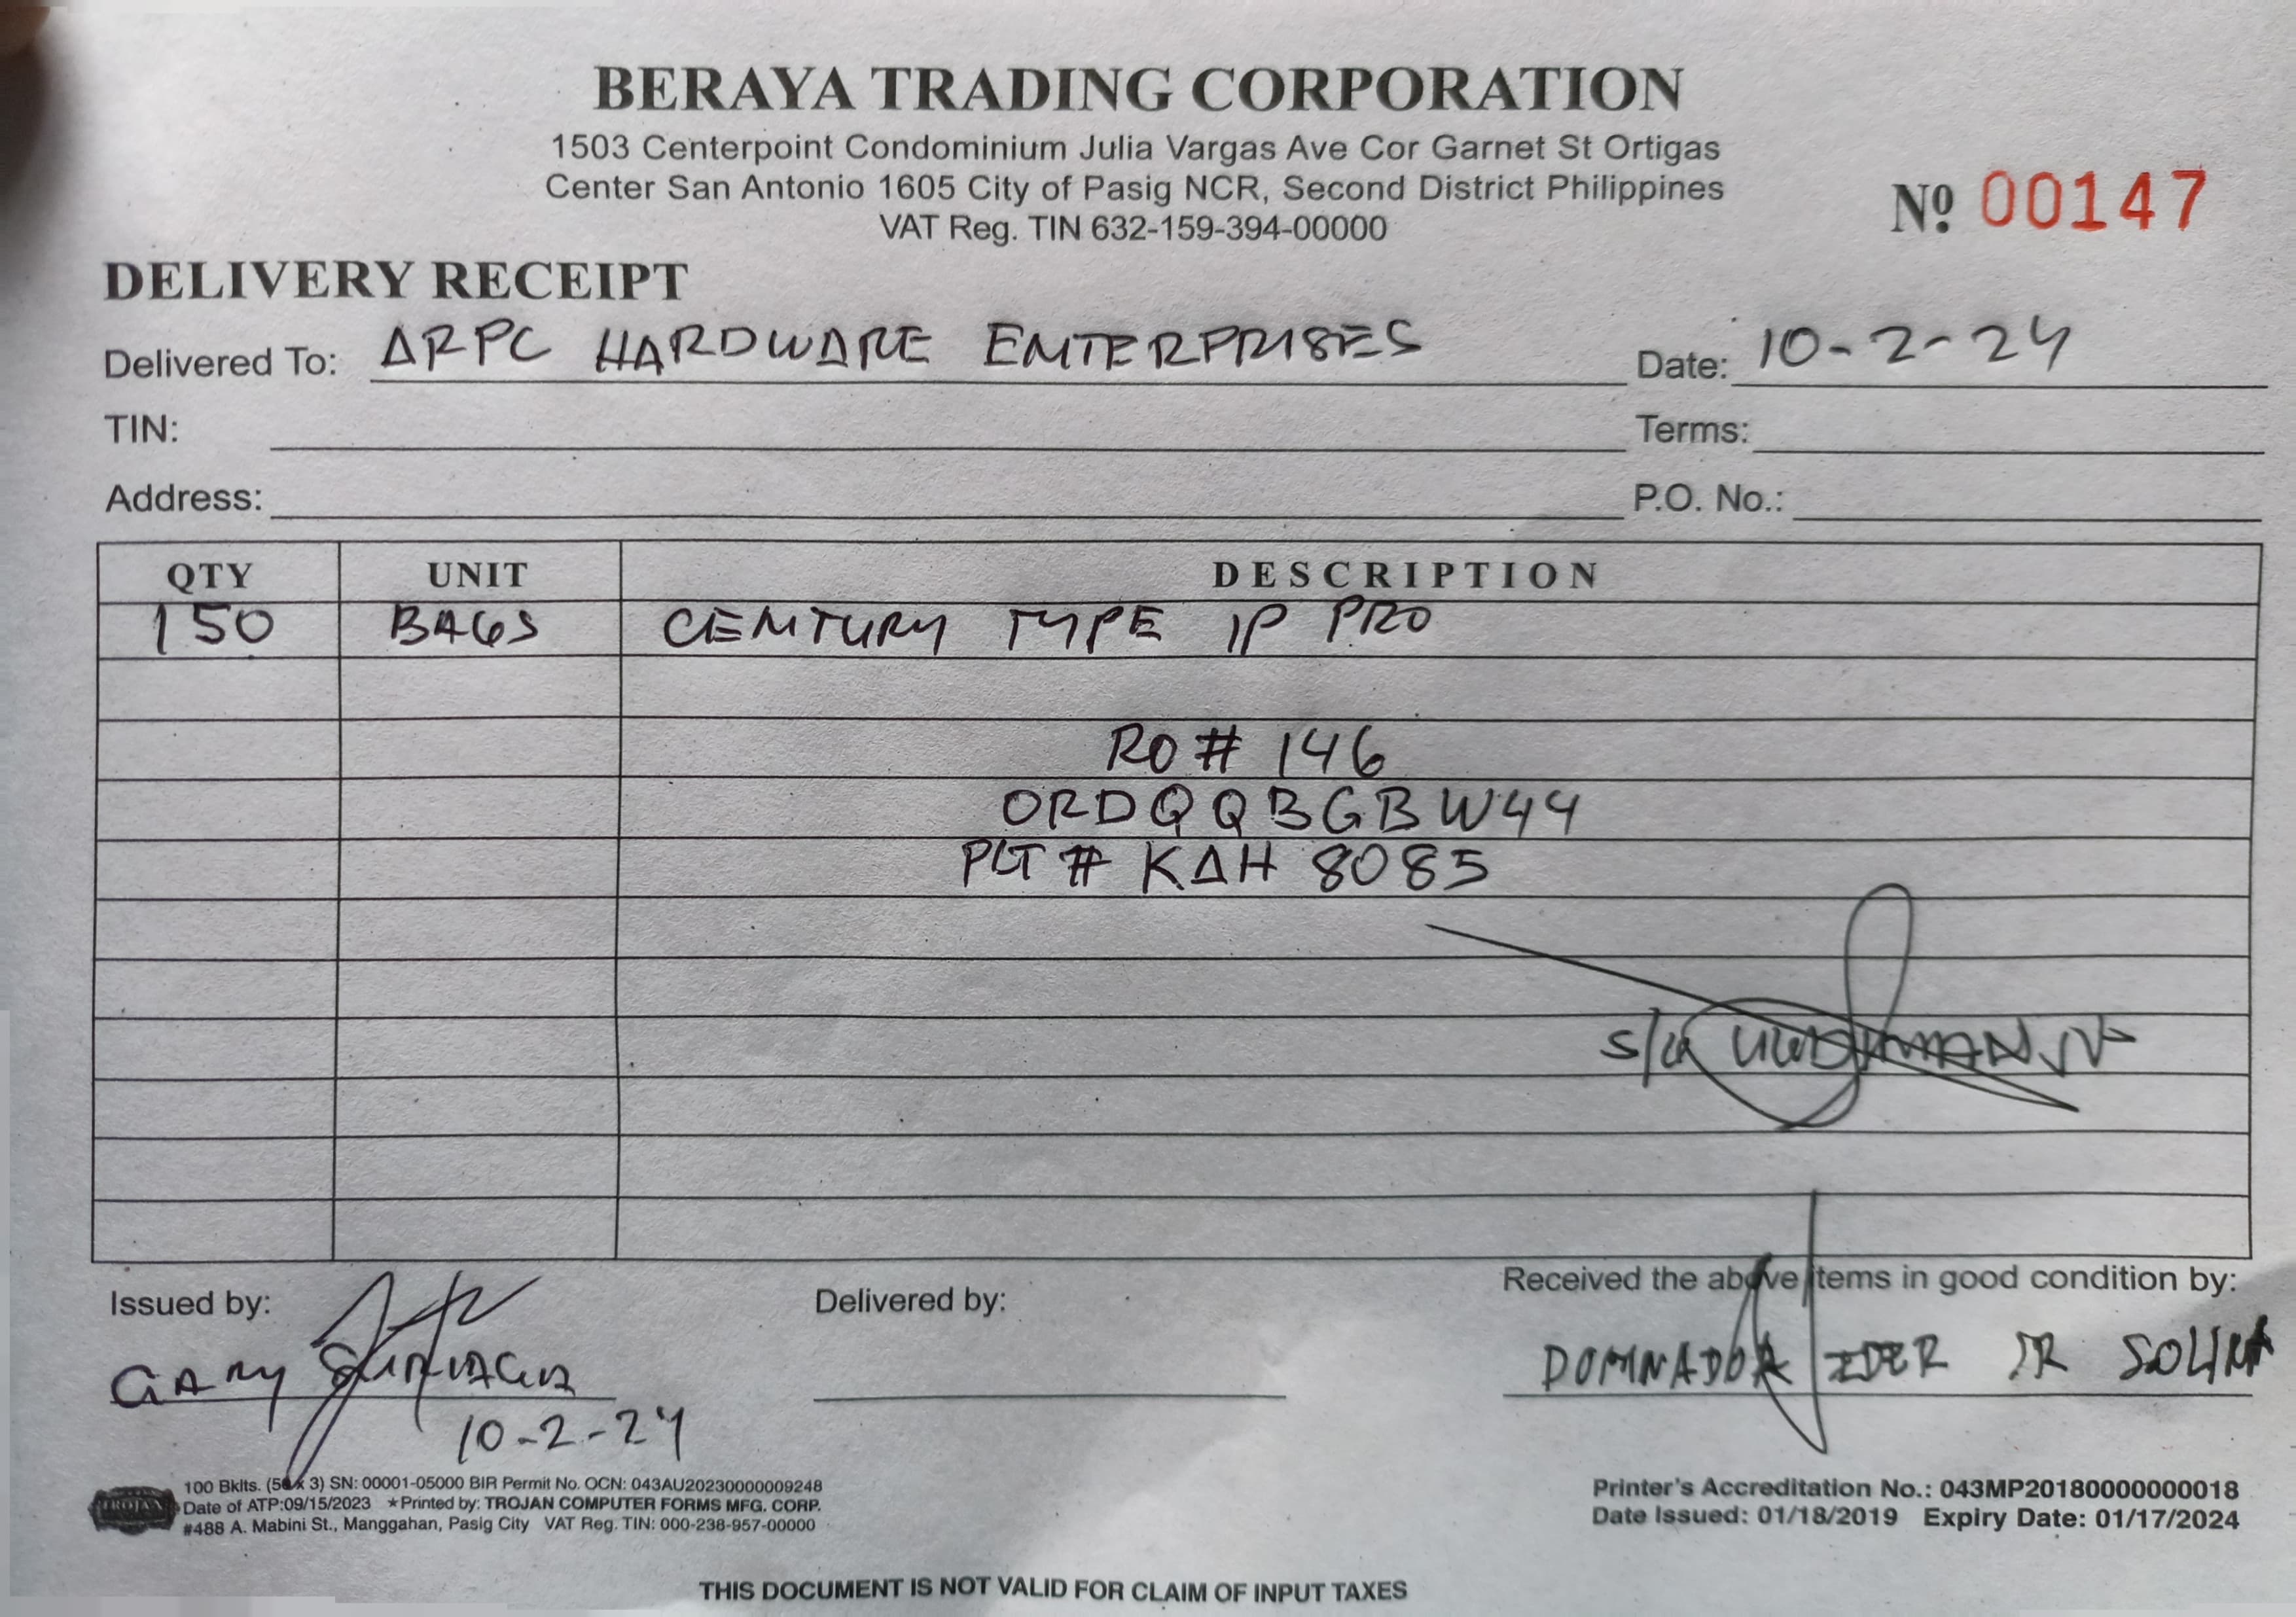 BERAYA TRADING CORPORATION
1503 Centerpoint Condominium Julia Vargas Ave Cor Garnet St Ortigas
Center San Antonio 1605 City of Pasig NCR, Second District Philippines
VAT Reg. TIN 632-159-394-00000
Nº 00147
DELIVERY RECEIPT
Delivered To: ARPC HARDWARE ENTERPRISES Date: 10-2-24
TIN: Terms:
Address: P.O. No.:
QTY UNIT DESCRIPTION
150 BAGS CEMTURY TYPE 1P PRO
RO # 146
ORDQQBGBW44
PLT # KAH 8085
Issued by: Delivered by: Received the above items in good condition by:
GARY DOMINADOR JR
10-2-24
100 Bklts. (50 x 3) SN: 00001-05000 BIR Permit No. OCN: 043AU20230000009248
Date of ATP:09/15/2023 ★Printed by: TROJAN COMPUTER FORMS MFG. CORP.
#488 A. Mabini St., Manggahan, Pasig City VAT Reg. TIN: 000-238-957-00000
TROJAN
Printer's Accreditation No.: 043MP20180000000018
Date Issued: 01/18/2019 Expiry Date: 01/17/2024
THIS DOCUMENT IS NOT VALID FOR CLAIM OF INPUT TAXES